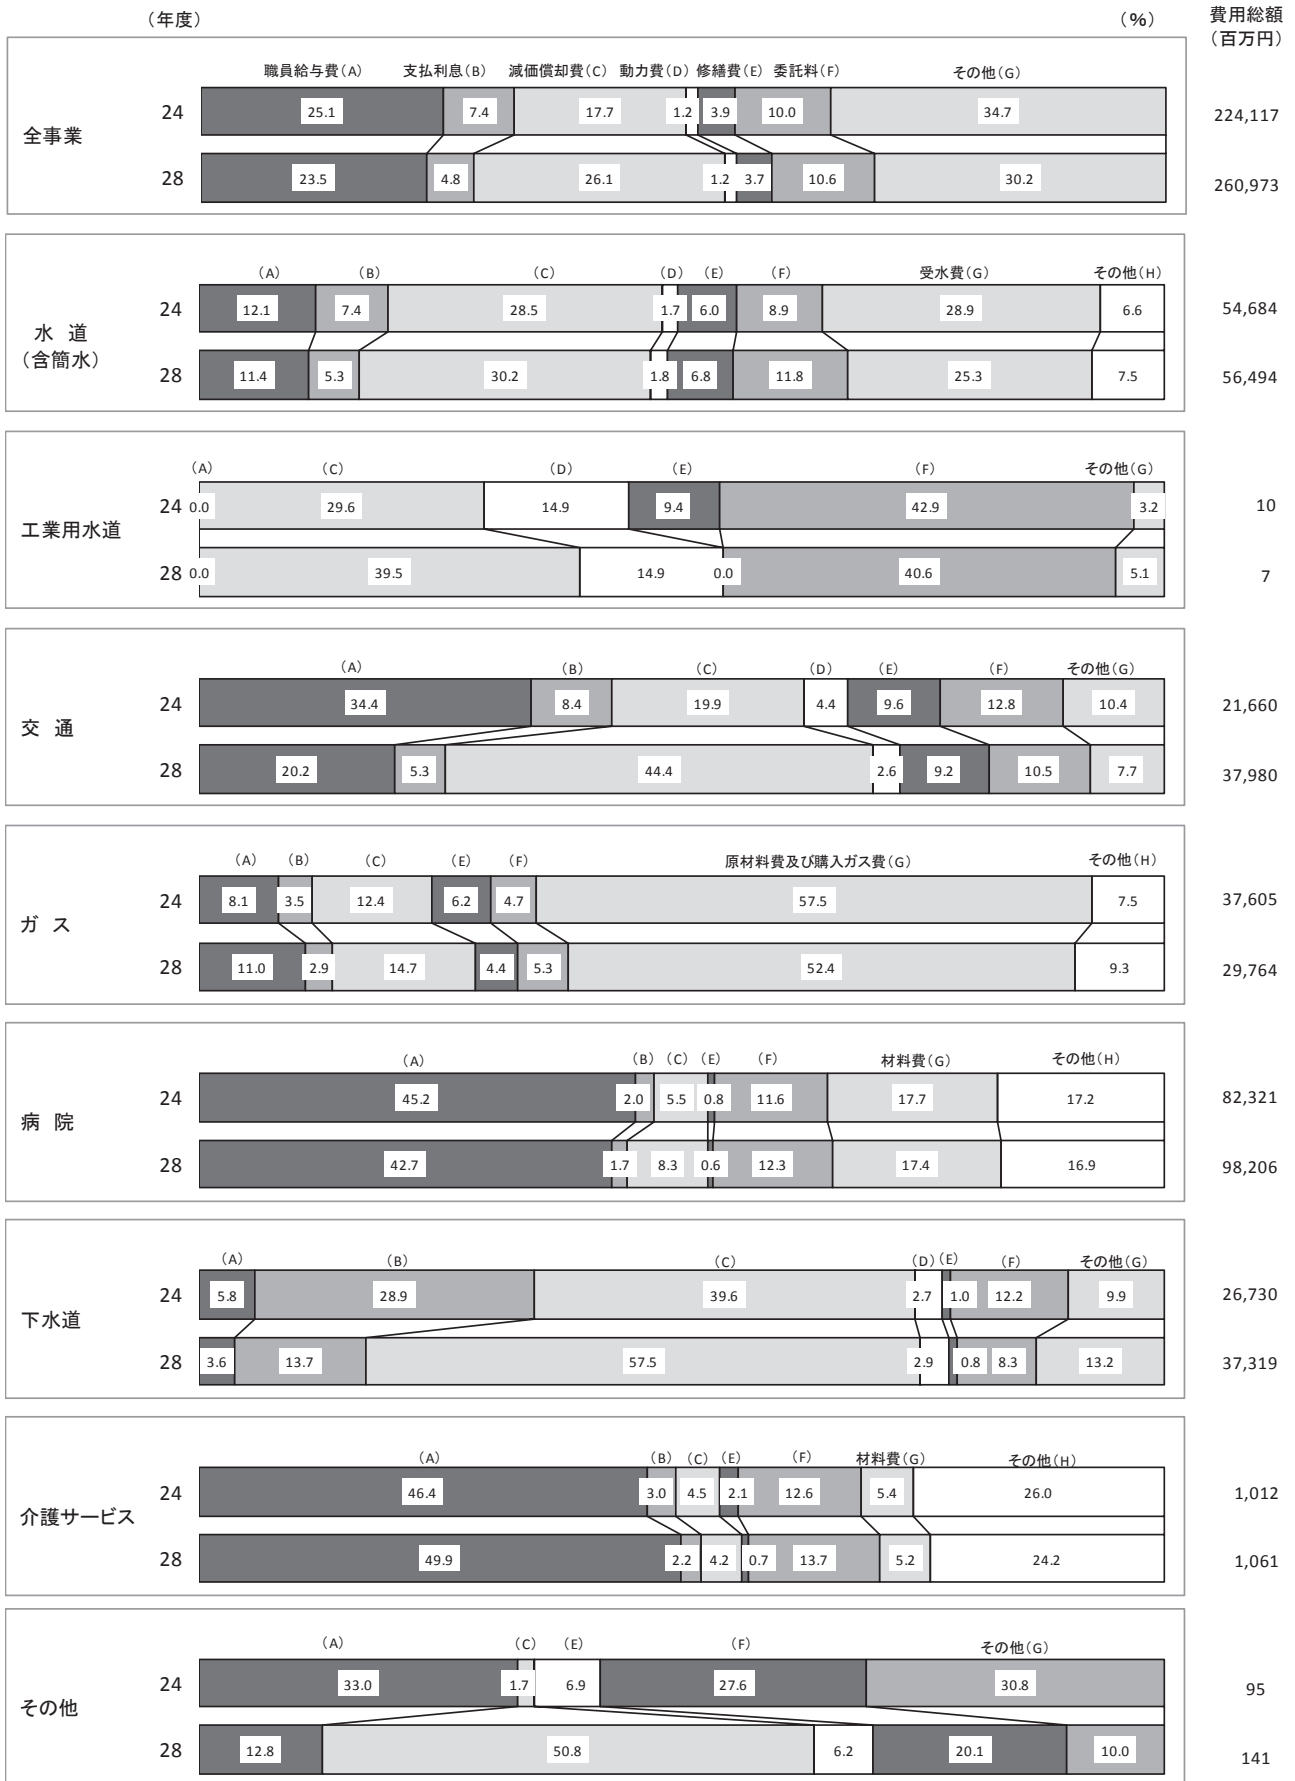 （年度）
（%）
費用総額
（百万円）
全事業
職員給与費（A） 支払利息（B） 減価償却費（C） 動力費（D） 修繕費（E） 委託料（F） その他（G）
24 25.1 7.4 17.7 1.2 3.9 10.0 34.7 224,117
28 23.5 4.8 26.1 1.2 3.7 10.6 30.2 260,973
水 道
（含簡水）
（A） （B） （C） （D） （E） （F） 受水費（G） その他（H）
24 12.1 7.4 28.5 1.7 6.0 8.9 28.9 6.6 54,684
28 11.4 5.3 30.2 1.8 6.8 11.8 25.3 7.5 56,494
工業用水道
（A） （C） （D） （E） （F） その他（G）
24 0.0 29.6 14.9 9.4 42.9 3.2 10
28 0.0 39.5 14.9 0.0 40.6 5.1 7
交 通
（A） （B） （C） （D） （E） （F） その他（G）
24 34.4 8.4 19.9 4.4 9.6 12.8 10.4 21,660
28 20.2 5.3 44.4 2.6 9.2 10.5 7.7 37,980
ガ ス
（A） （B） （C） （E） （F） 原材料費及び購入ガス費（G） その他（H）
24 8.1 3.5 12.4 6.2 4.7 57.5 7.5 37,605
28 11.0 2.9 14.7 4.4 5.3 52.4 9.3 29,764
病 院
（A） （B） （C） （E） （F） 材料費（G） その他（H）
24 45.2 2.0 5.5 0.8 11.6 17.7 17.2 82,321
28 42.7 1.7 8.3 0.6 12.3 17.4 16.9 98,206
下水道
（A） （B） （C） （D） （E） （F） その他（G）
24 5.8 28.9 39.6 2.7 1.0 12.2 9.9 26,730
28 3.6 13.7 57.5 2.9 0.8 8.3 13.2 37,319
介護サービス
（A） （B） （C） （E） （F） 材料費（G） その他（H）
24 46.4 3.0 4.5 2.1 12.6 5.4 26.0 1,012
28 49.9 2.2 4.2 0.7 13.7 5.2 24.2 1,061
その他
（A） （C） （E） （F） その他（G）
24 33.0 1.7 6.9 27.6 30.8 95
28 12.8 50.8 6.2 20.1 10.0 141